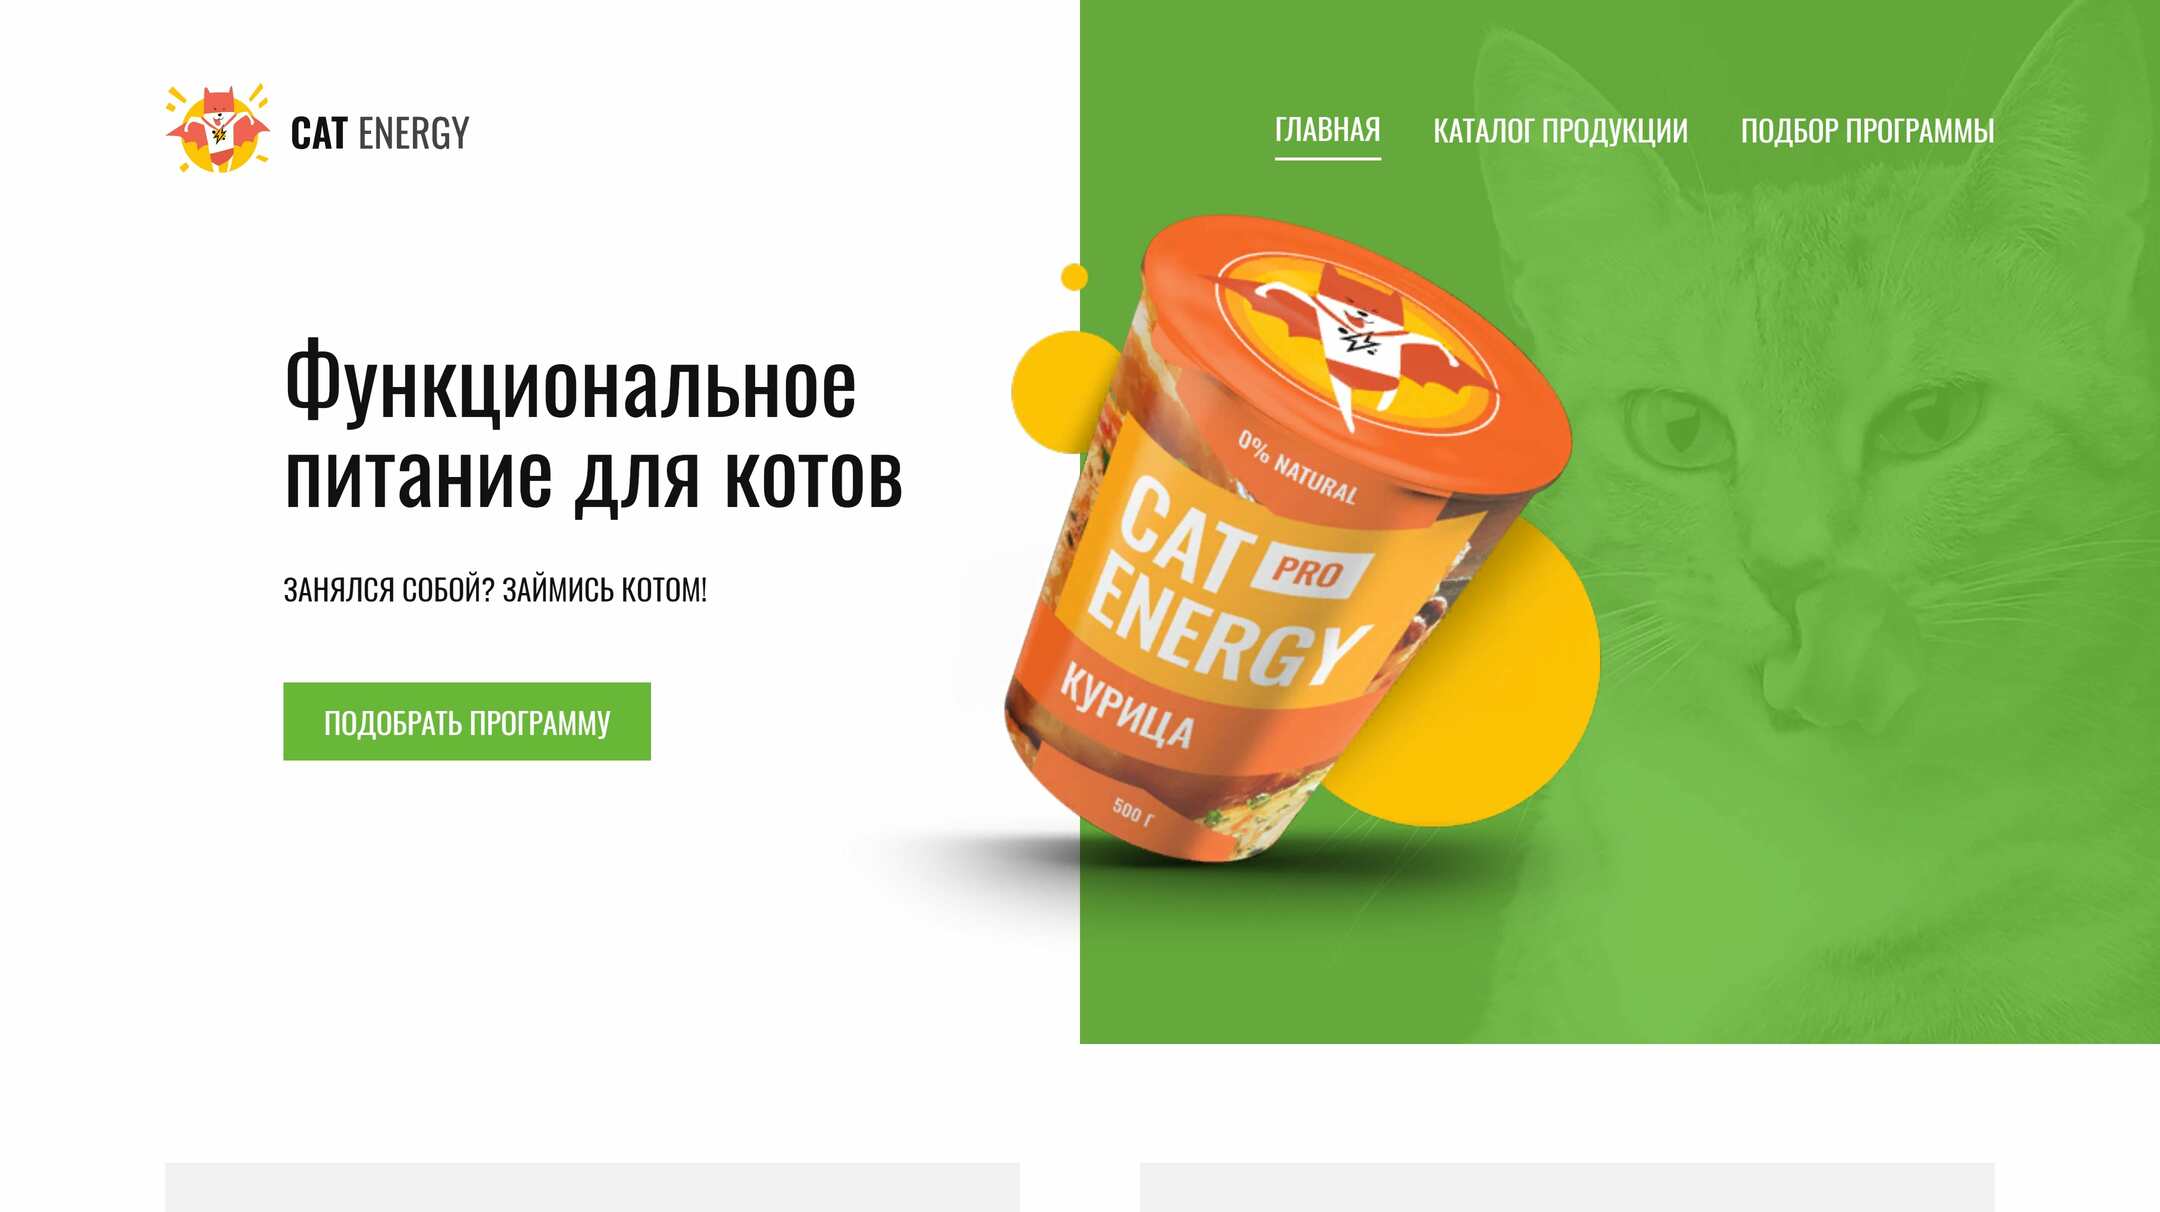 CAT ENERGY
ГЛАВНАЯ
КАТАЛОГ ПРОДУКЦИИ
ПОДБОР ПРОГРАММЫ
Функциональное
питание для котов
ЗАНЯЛСЯ СОБОЙ? ЗАЙМИСЬ КОТОМ!
ПОДОБРАТЬ ПРОГРАММУ
0% NATURAL
CAT PRO
ENERGY
КУРИЦА
500 Г